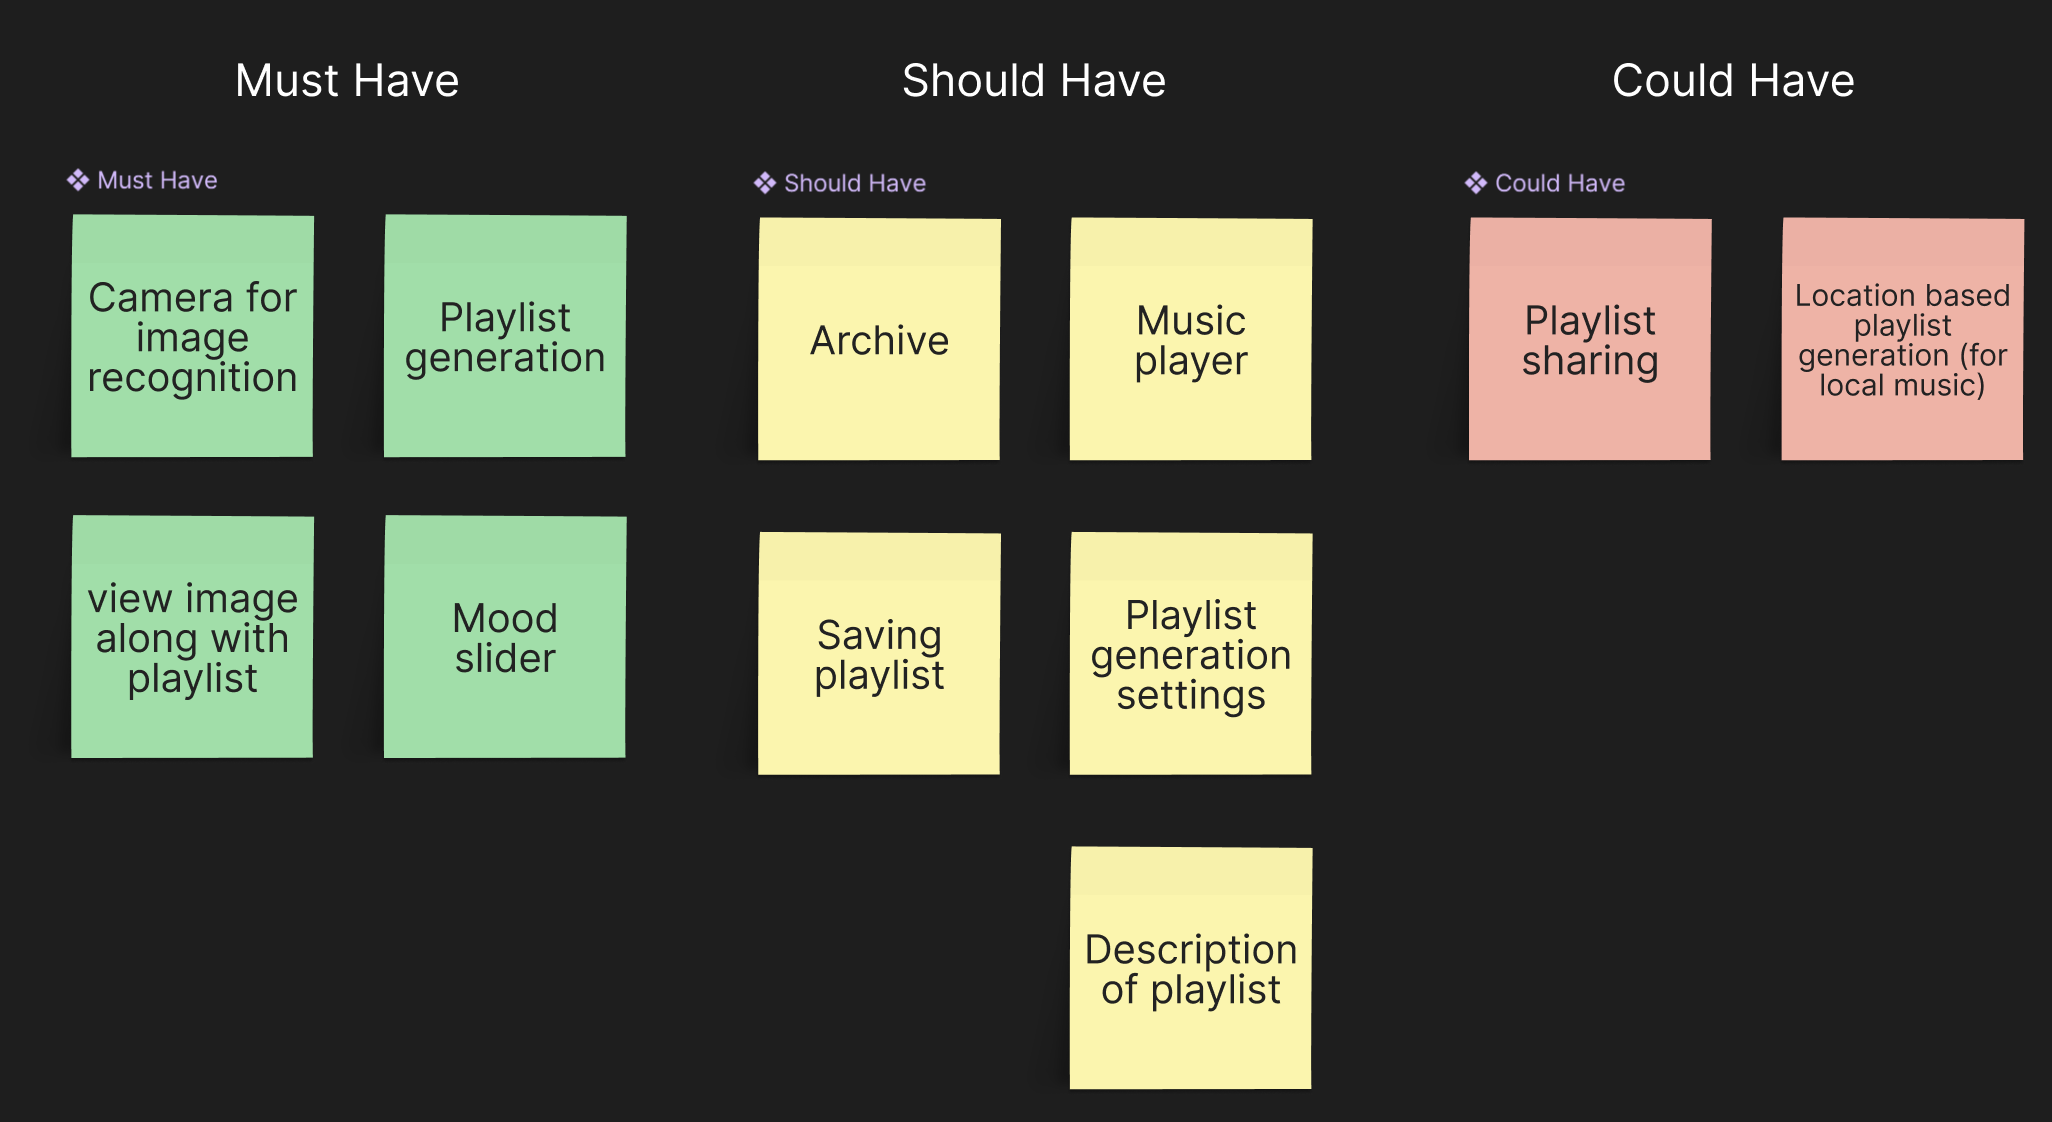 Must Have
Should Have
Could Have
Must Have
Camera for
image
recognition
Playlist
generation
view image
along with
playlist
Mood
slider
Should Have
Archive
Music
player
Saving
playlist
Playlist
generation
settings
Description
of playlist
Could Have
Playlist
sharing
Location based
playlist
generation (for
local music)